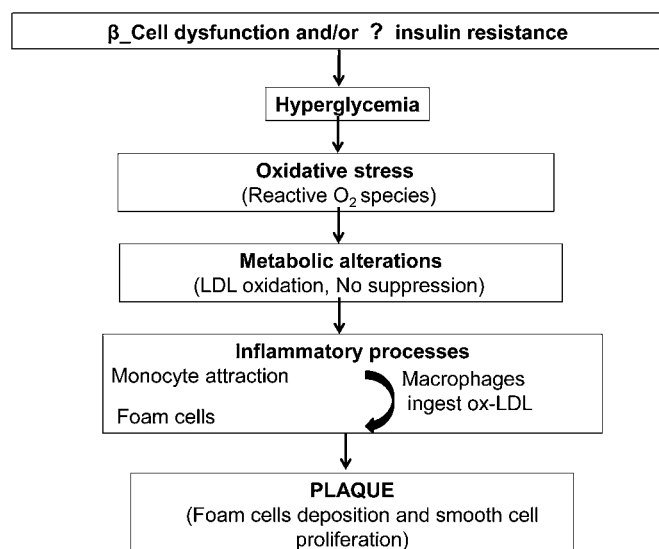 β_Cell dysfunction and/or ? insulin resistance
Hyperglycemia
Oxidative stress
(Reactive O₂ species)
Metabolic alterations
(LDL oxidation, No suppression)
Inflammatory processes
Monocyte attraction
Macrophages
ingest ox-LDL
Foam cells
PLAQUE
(Foam cells deposition and smooth cell
proliferation)